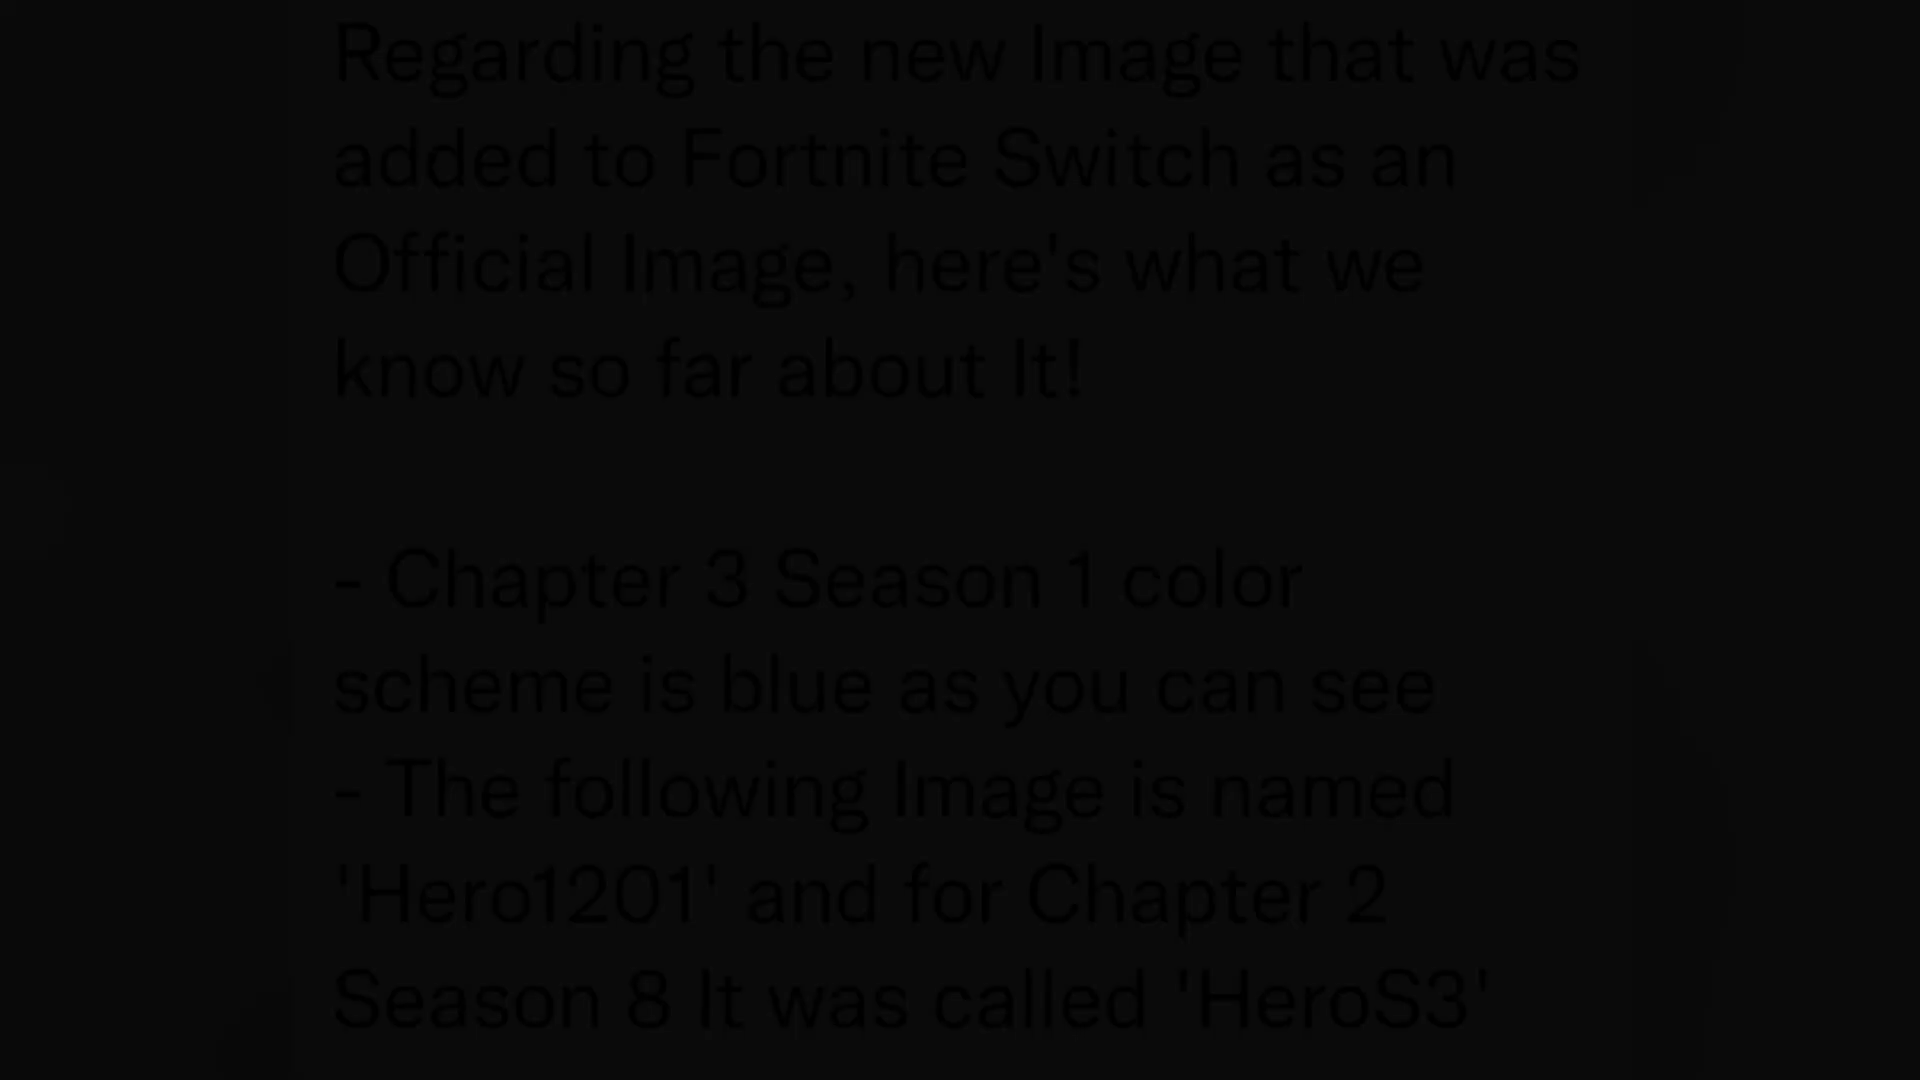 Regarding the new Image that was
added to Fortnite Switch as an
Official Image, here's what we
know so far about It!
- Chapter 3 Season 1 color
scheme is blue as you can see
- The following Image is named
'Hero1201' and for Chapter 2
Season 8 It was called 'HeroS3'